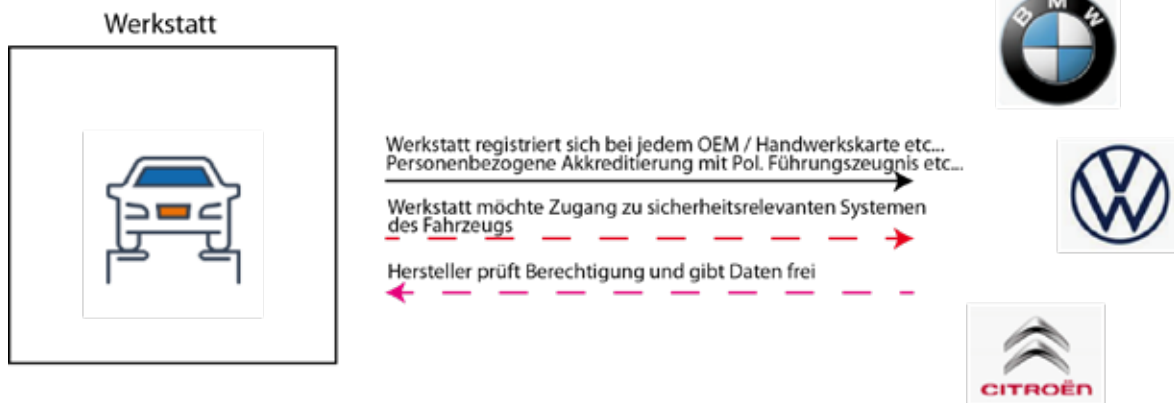 Werkstatt
BMW
Werkstatt registriert sich bei jedem OEM / Handwerkskarte etc...
Personenbezogene Akkreditierung mit Pol. Führungszeugnis etc...
Werkstatt möchte Zugang zu sicherheitsrelevanten Systemen
des Fahrzeugs
Hersteller prüft Berechtigung und gibt Daten frei
VW
CITROËN